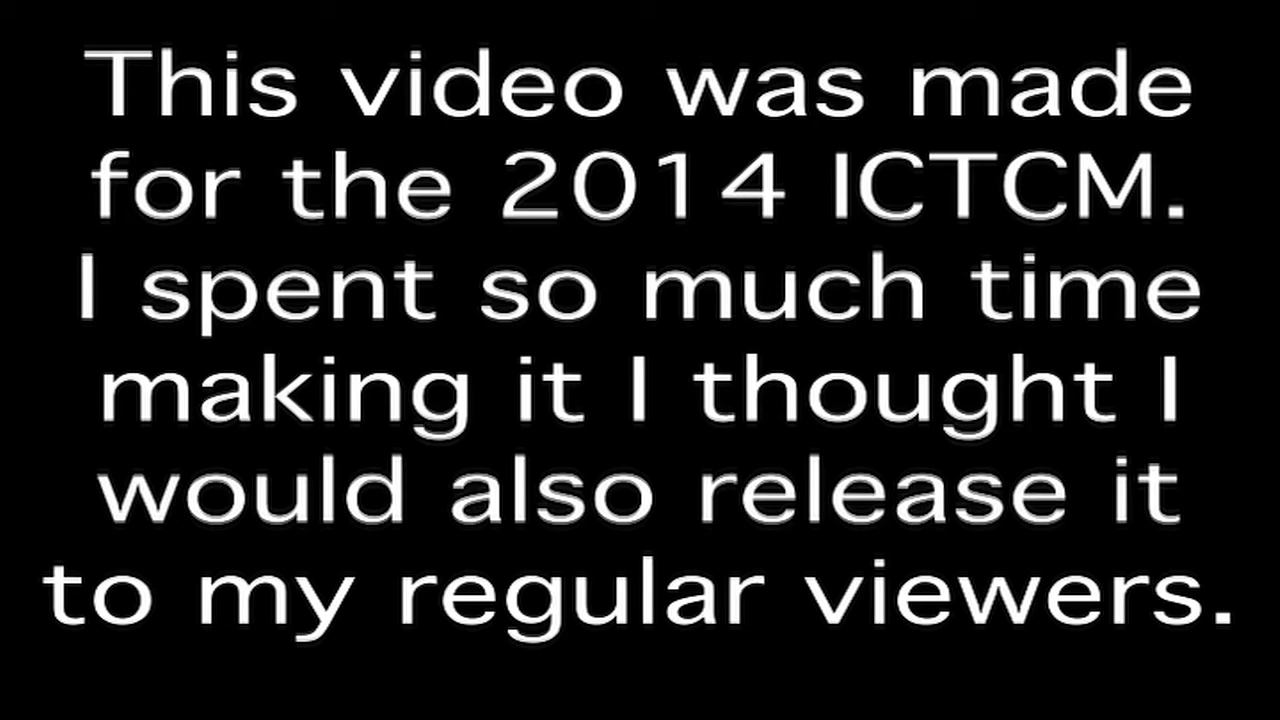 This video was made
for the 2014 ICTCM.
I spent so much time
making it I thought I
would also release it
to my regular viewers.